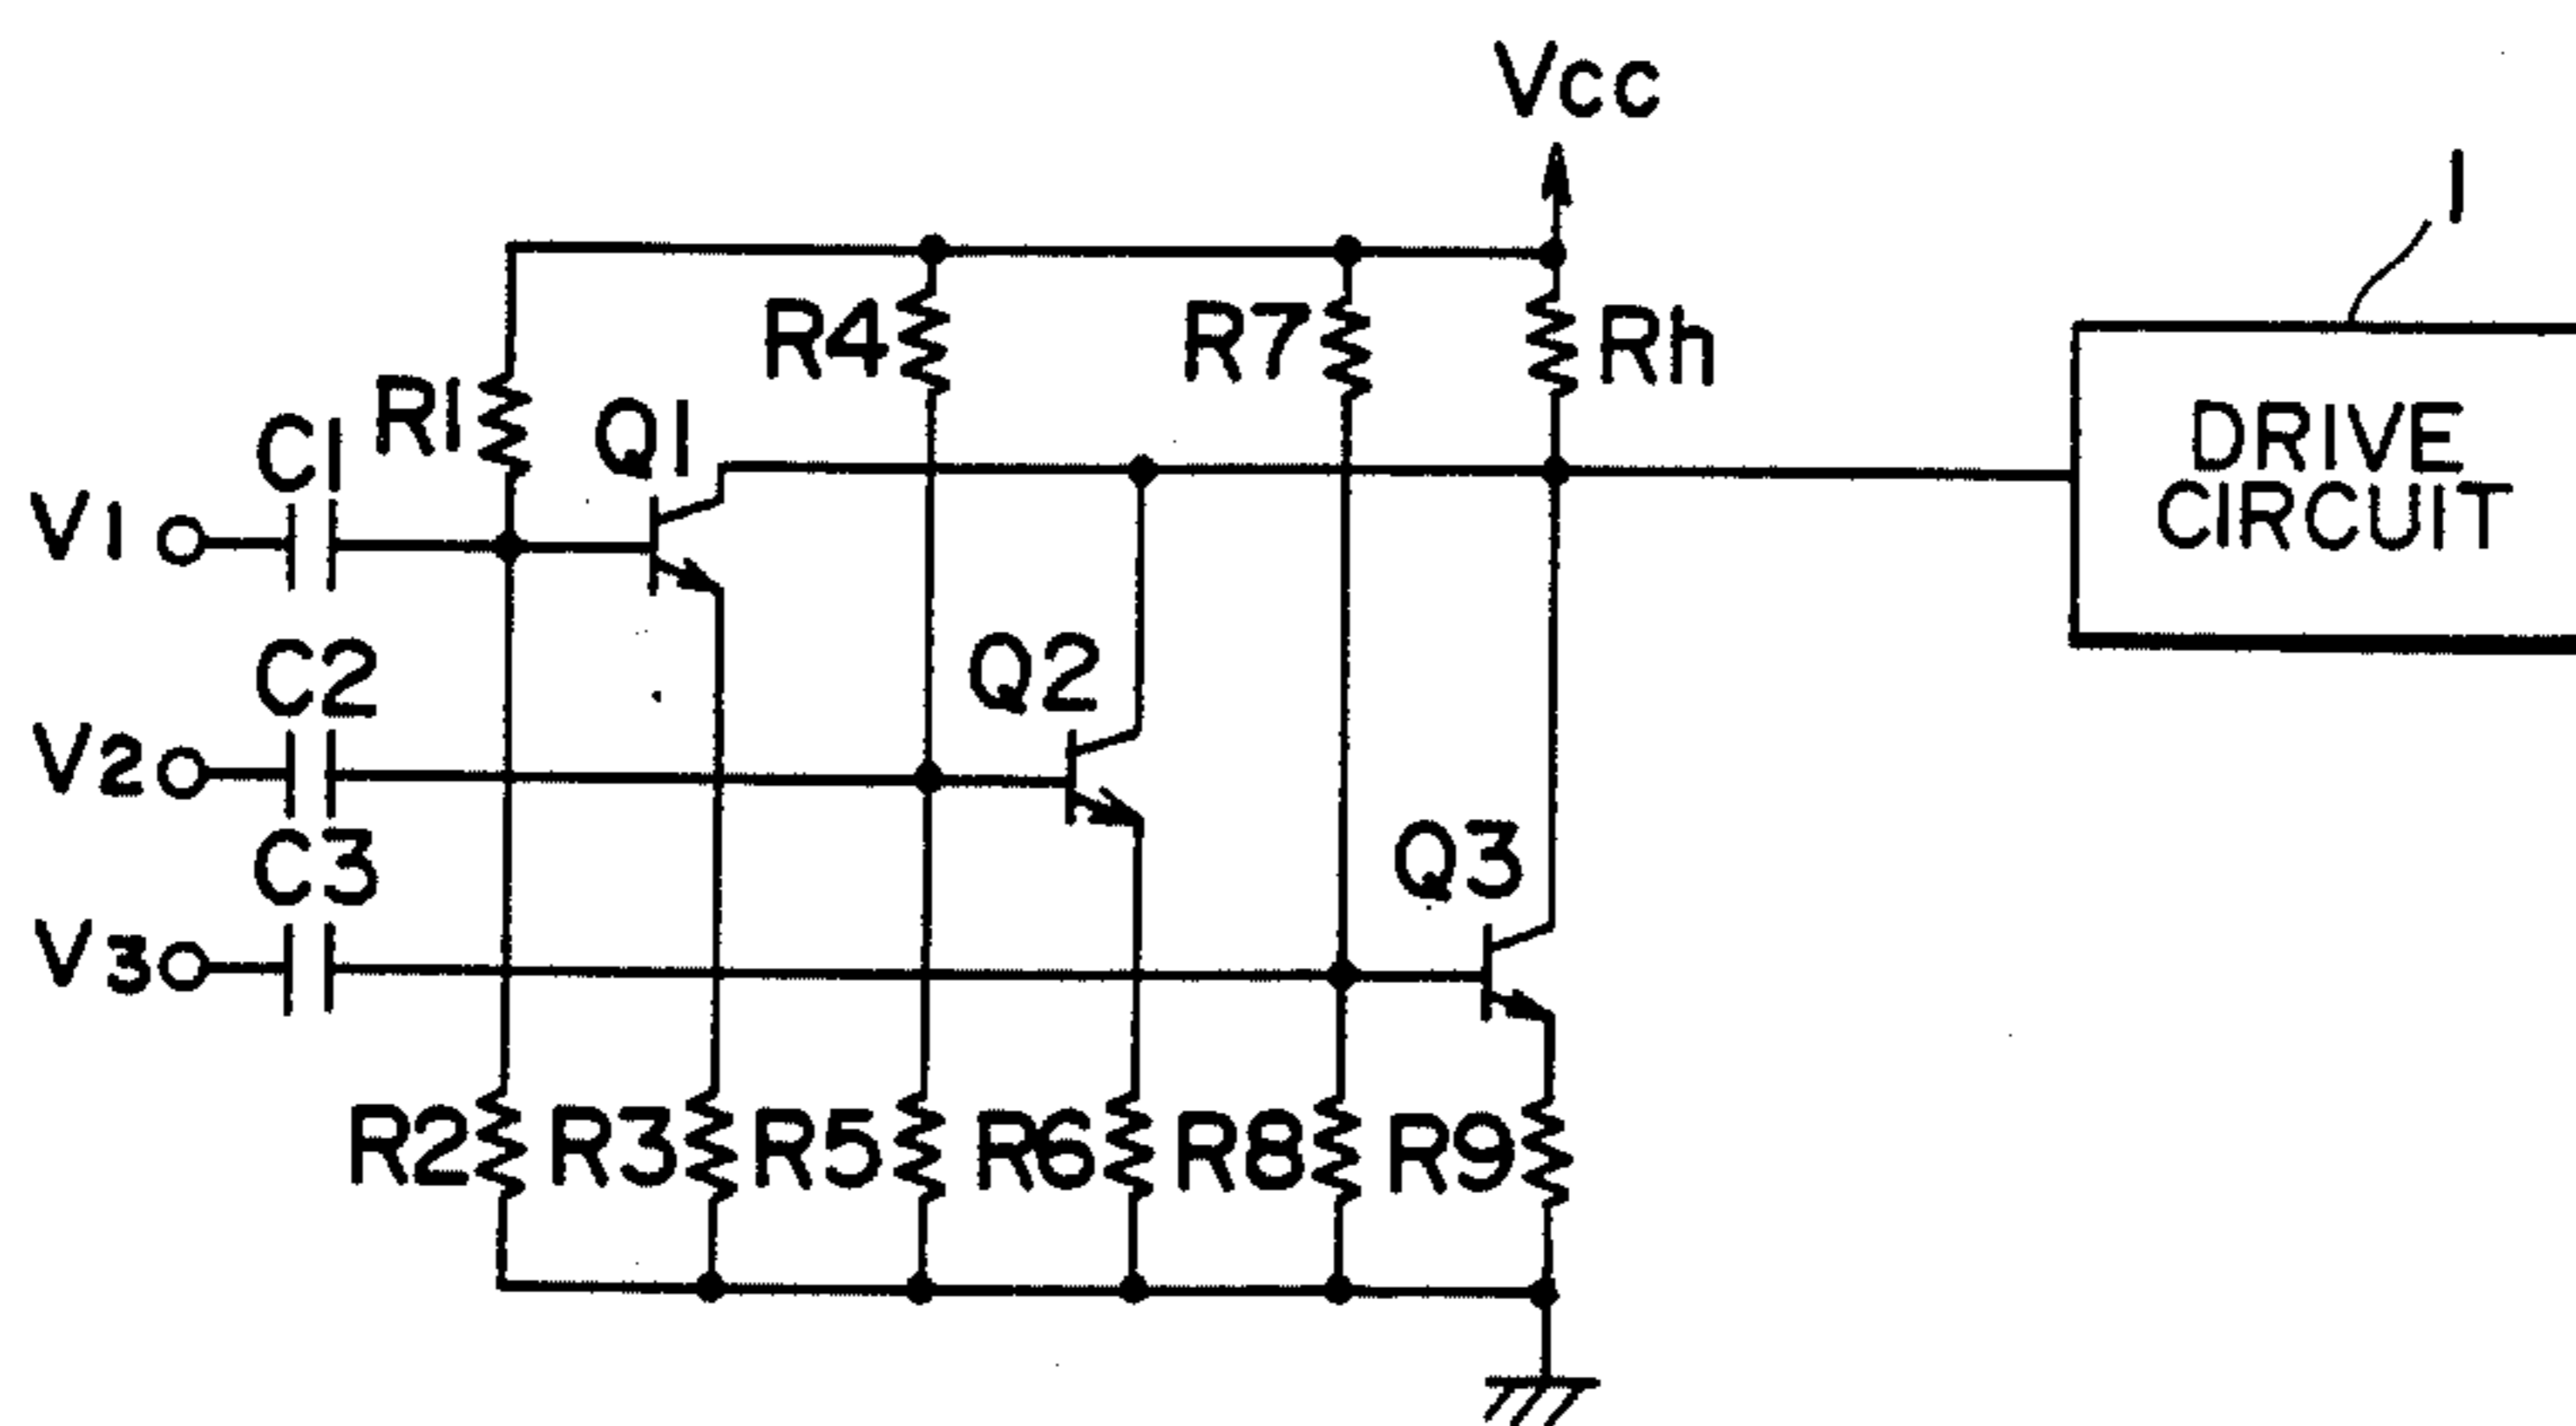 Vcc
1
R4
R7
Rh
R1
Q1
C1
V1
DRIVE
CIRCUIT
C2
Q2
V2
C3
Q3
V3
R2
R3
R5
R6
R8
R9